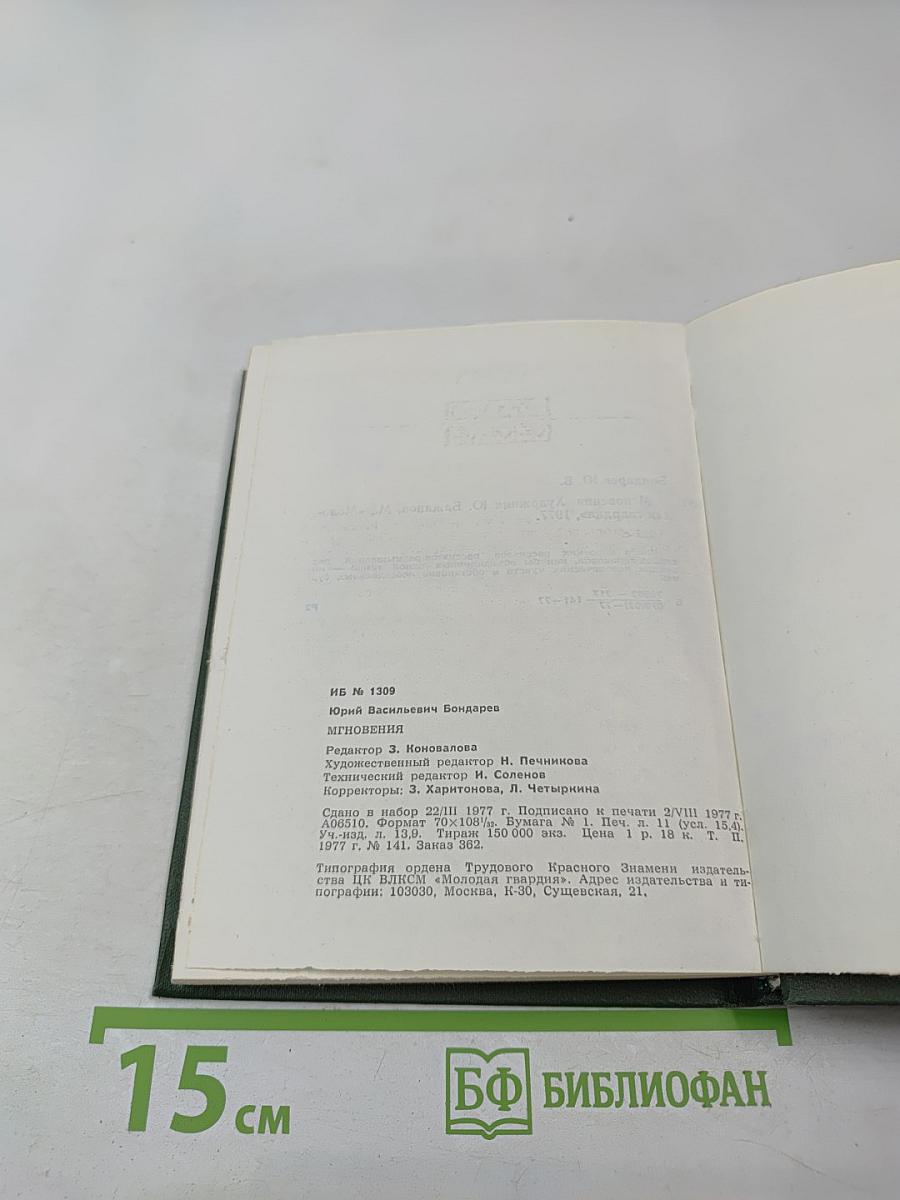 ИБ № 1309
Юрий Васильевич Бондарев
МГНОВЕНИЯ
Редактор З. Коновалова
Художественный редактор Н. Печникова
Технический редактор И. Соленов
Корректоры: З. Харитонова, Л. Четыркина
Сдано в набор 22/III 1977 г. Подписано к печати 2/VIII 1977 г.
А06510. Формат 70×108¹/₃₂. Бумага № 1. Печ. л. 11 (усл. 15,4).
Уч.-изд. л. 13,9. Тираж 150 000 экз. Цена 1 р. 18 к. Т. П.
1977 г. № 141. Заказ 362.
Типография ордена Трудового Красного Знамени издатель-
ства ЦК ВЛКСМ «Молодая гвардия». Адрес издательства и ти-
пографии: 103030, Москва, К-30, Сущевская, 21.
15 см
БФ БИБЛИОФАН